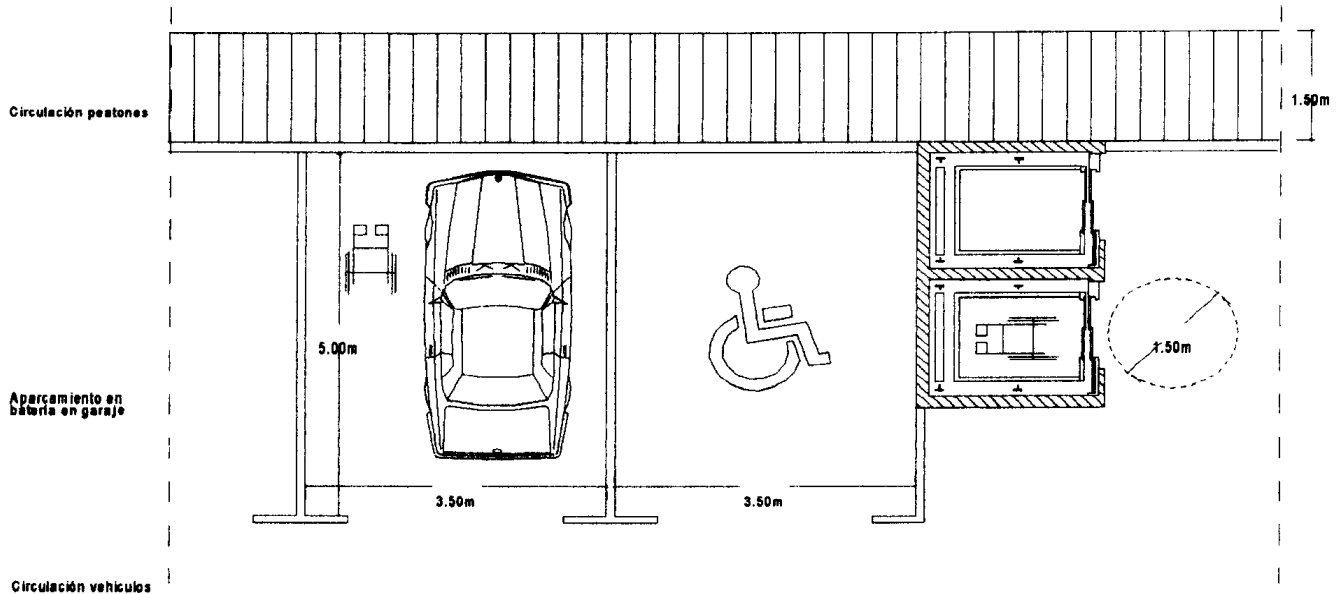 Circulación peatones
1.50m
5.00m
1.50m
Aparcamiento en
batería en garaje
3.50m
3.50m
Circulación vehículos